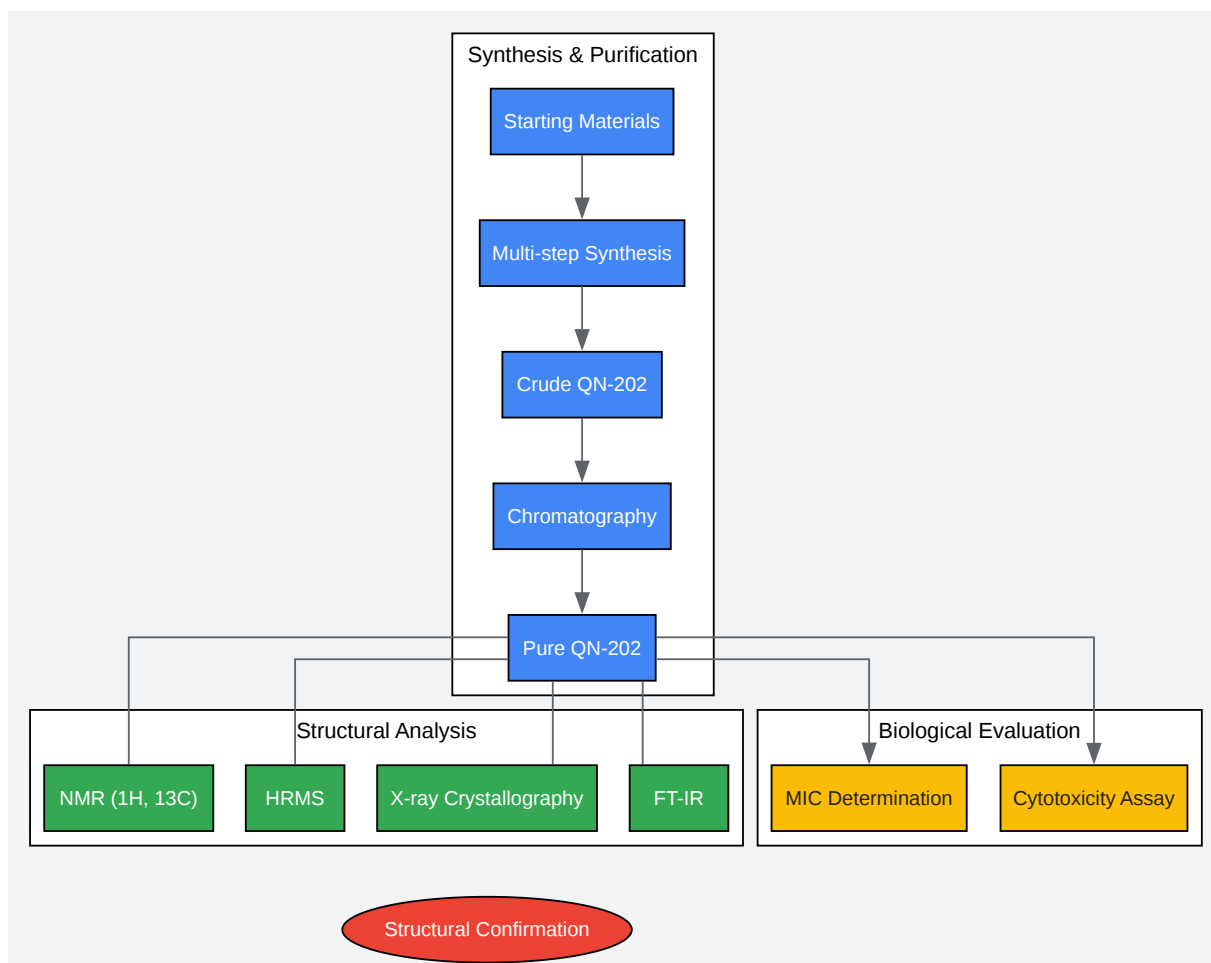 Synthesis & Purification
Starting Materials
Multi-step Synthesis
Crude QN-202
Chromatography
Pure QN-202
Structural Analysis
NMR (1H, 13C)
HRMS
X-ray Crystallography
FT-IR
Biological Evaluation
MIC Determination
Cytotoxicity Assay
Structural Confirmation